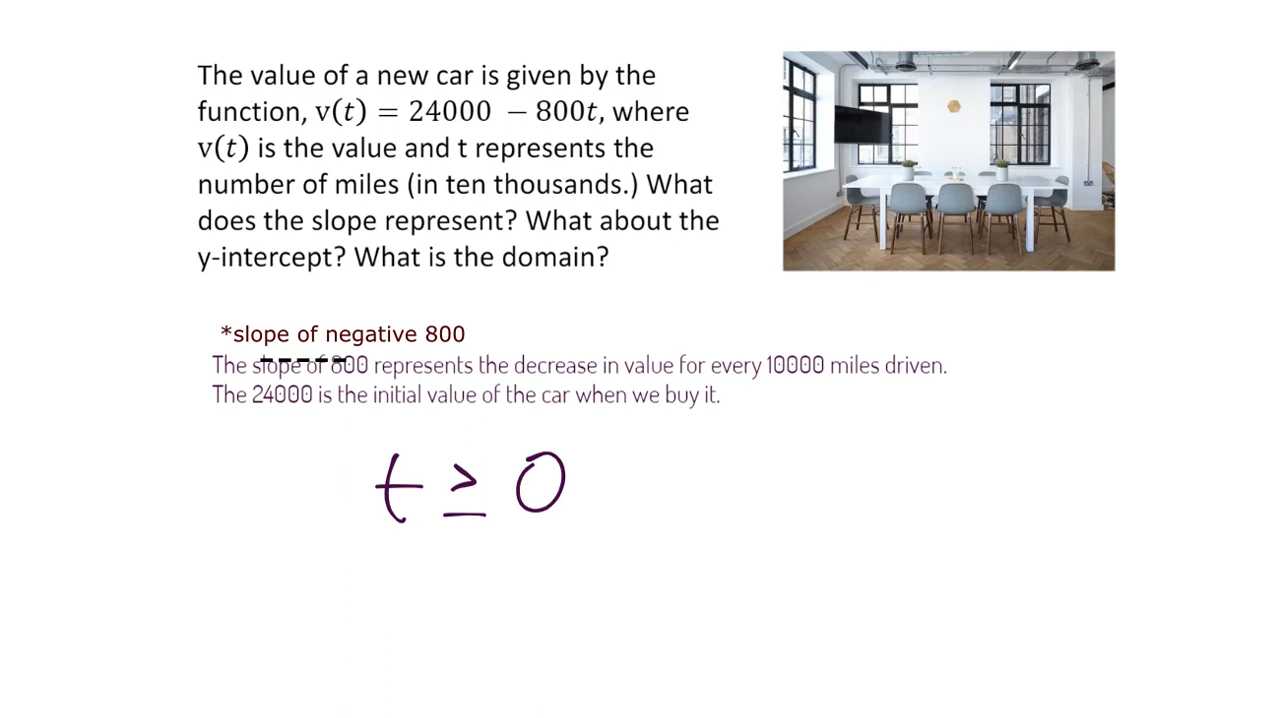 The value of a new car is given by the
function, v(t) = 24000 − 800t, where
v(t) is the value and t represents the
number of miles (in ten thousands.) What
does the slope represent? What about the
y-intercept? What is the domain?
*slope of negative 800
The slope of 800 represents the decrease in value for every 10000 miles driven.
The 24000 is the initial value of the car when we buy it.
t ≥ 0